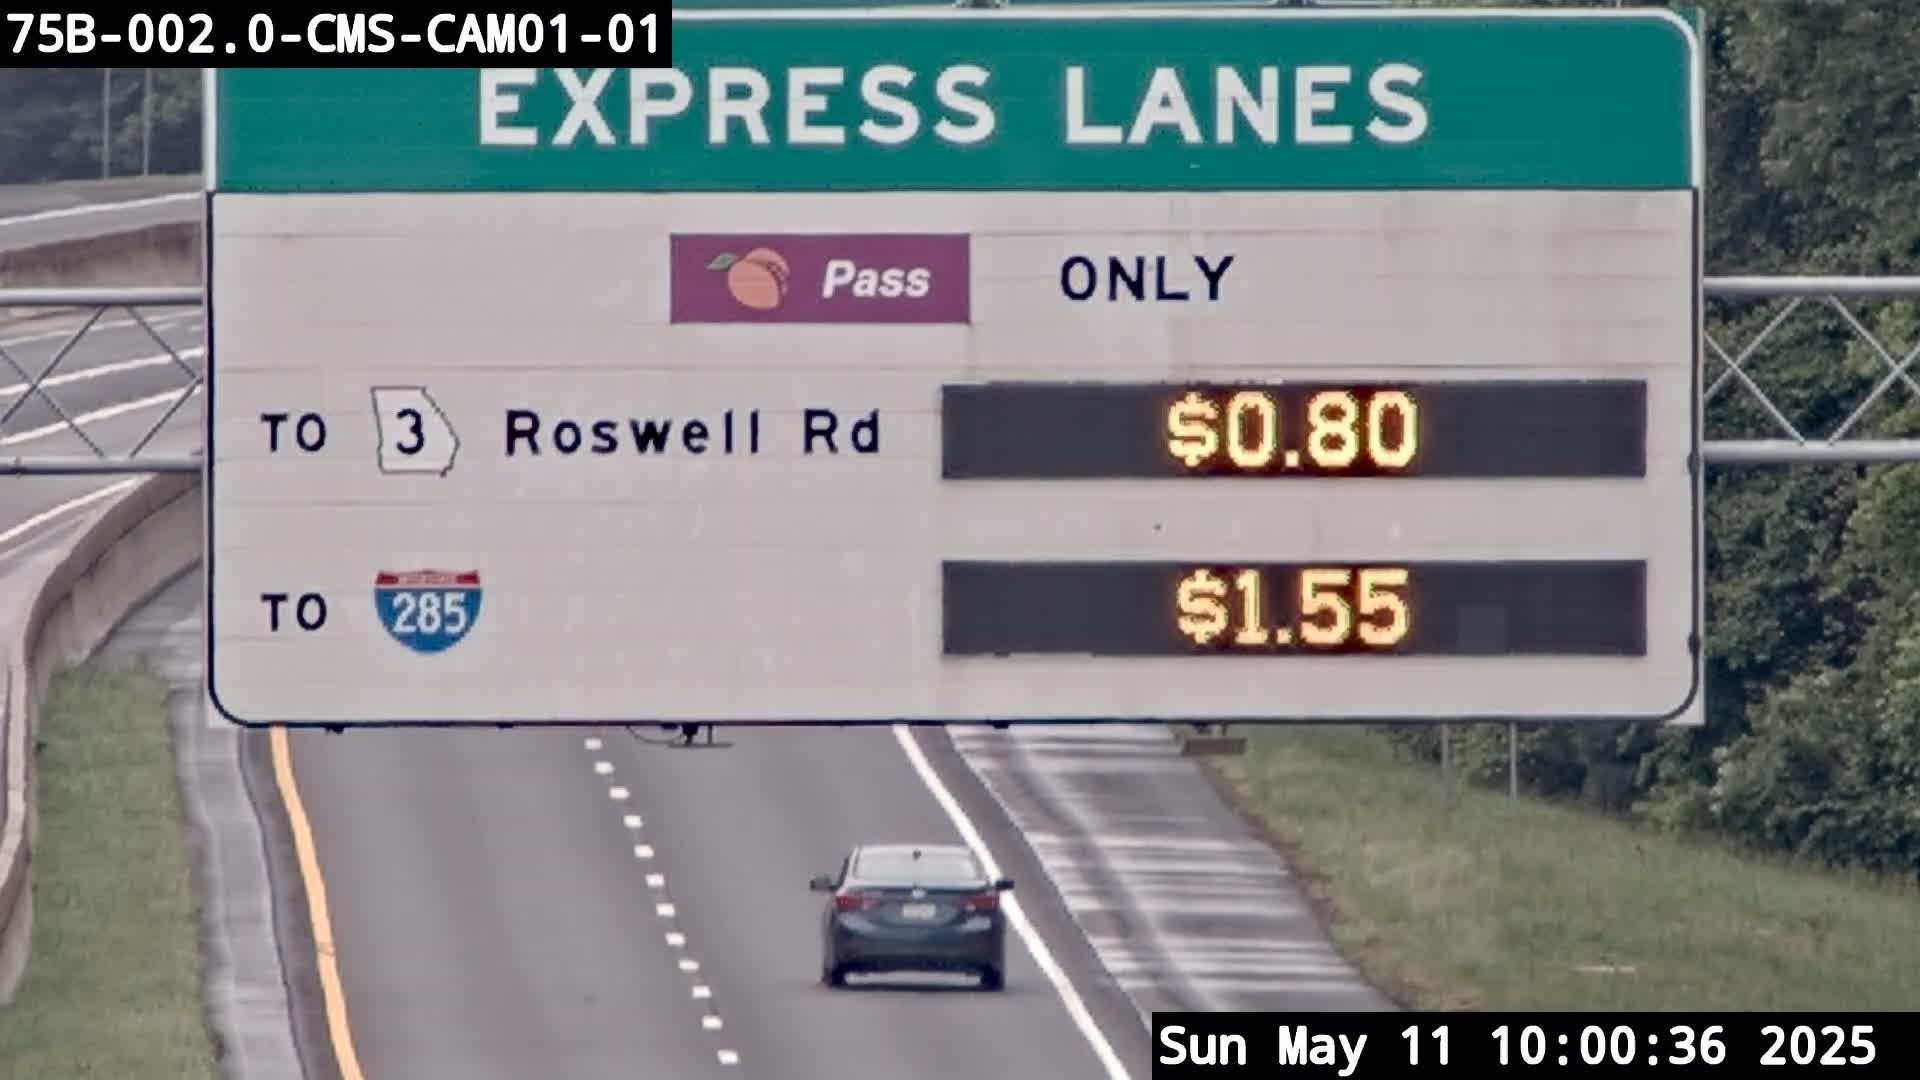 75B-002.0-CMS-CAM01-01
EXPRESS LANES
Pass ONLY
TO 3 Roswell Rd $0.80
TO 285 $1.55
Sun May 11 10:00:36 2025